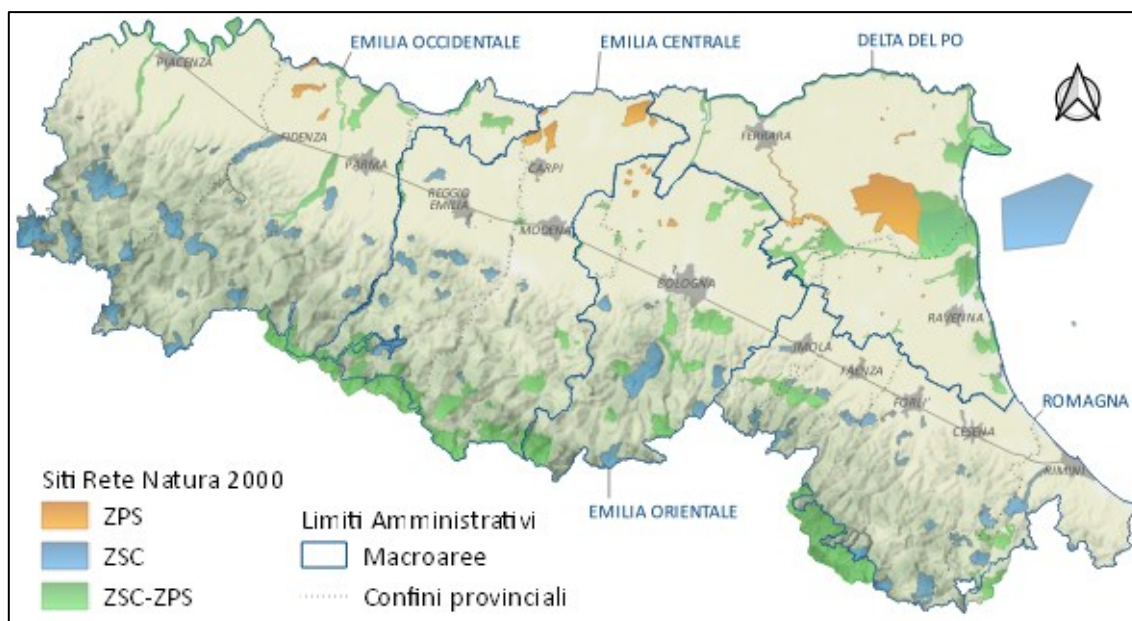 EMILIA OCCIDENTALE
EMILIA CENTRALE
DELTA DEL PO
PIACENZA
FIDENZA
PARMA
REGGIO
EMILIA
CARPI
MODENA
FERRARA
BOLOGNA
RAVENNA
IMOLA
FAENZA
FORLI'
CESENA
ROMAGNA
RIMINI
EMILIA ORIENTALE
Siti Rete Natura 2000
ZPS
ZSC
ZSC-ZPS
Limiti Amministrativi
Macroaree
Confini provinciali